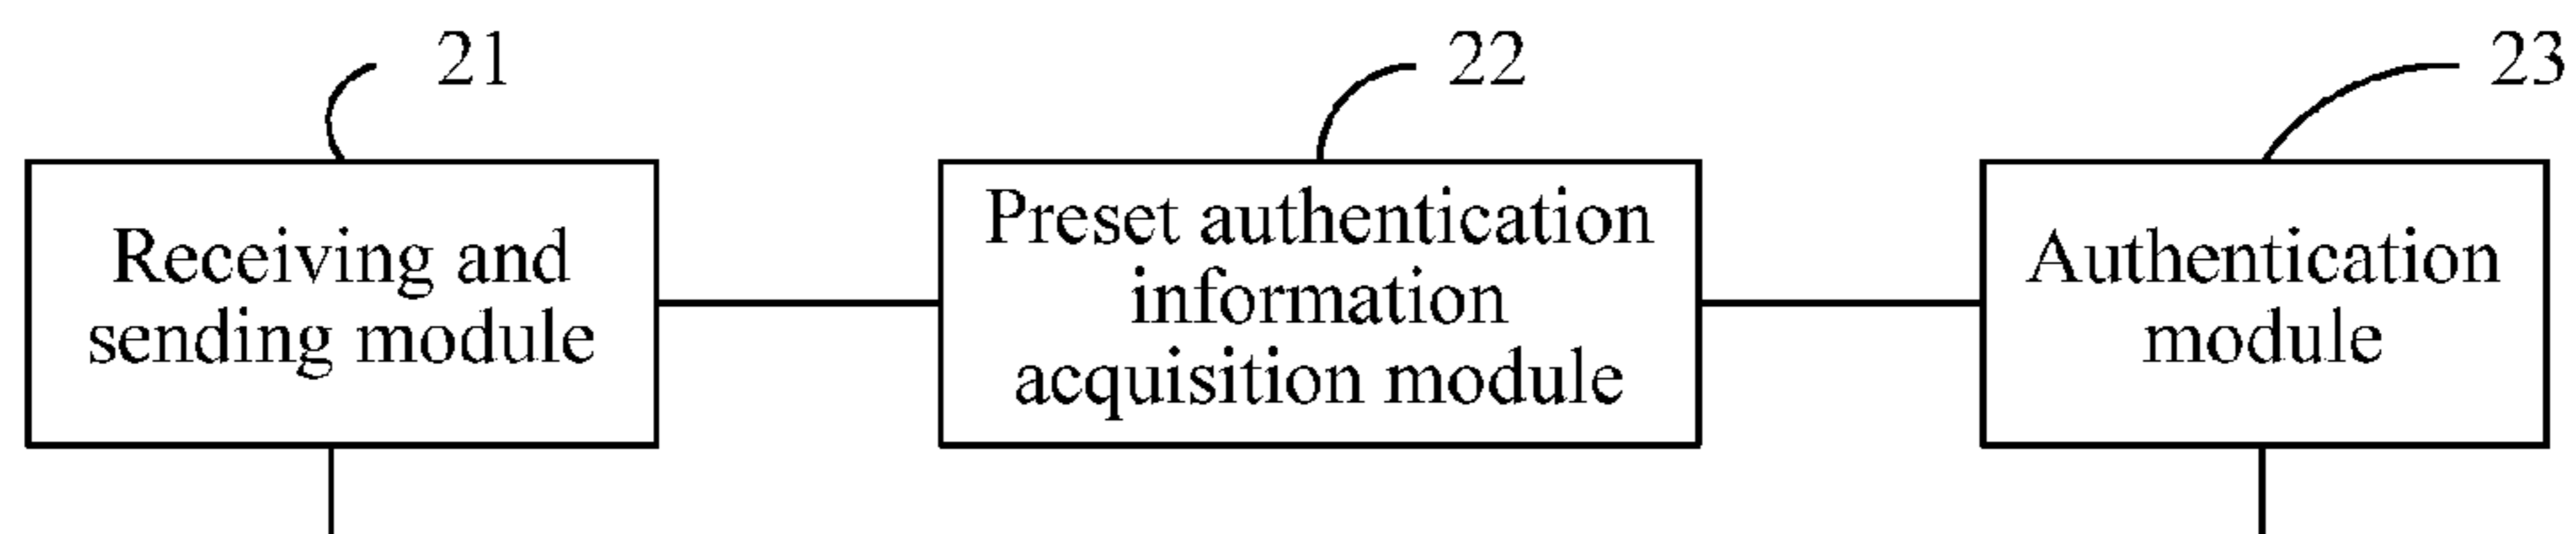 21
22
23
Receiving and
sending module
Preset authentication
information
acquisition module
Authentication
module